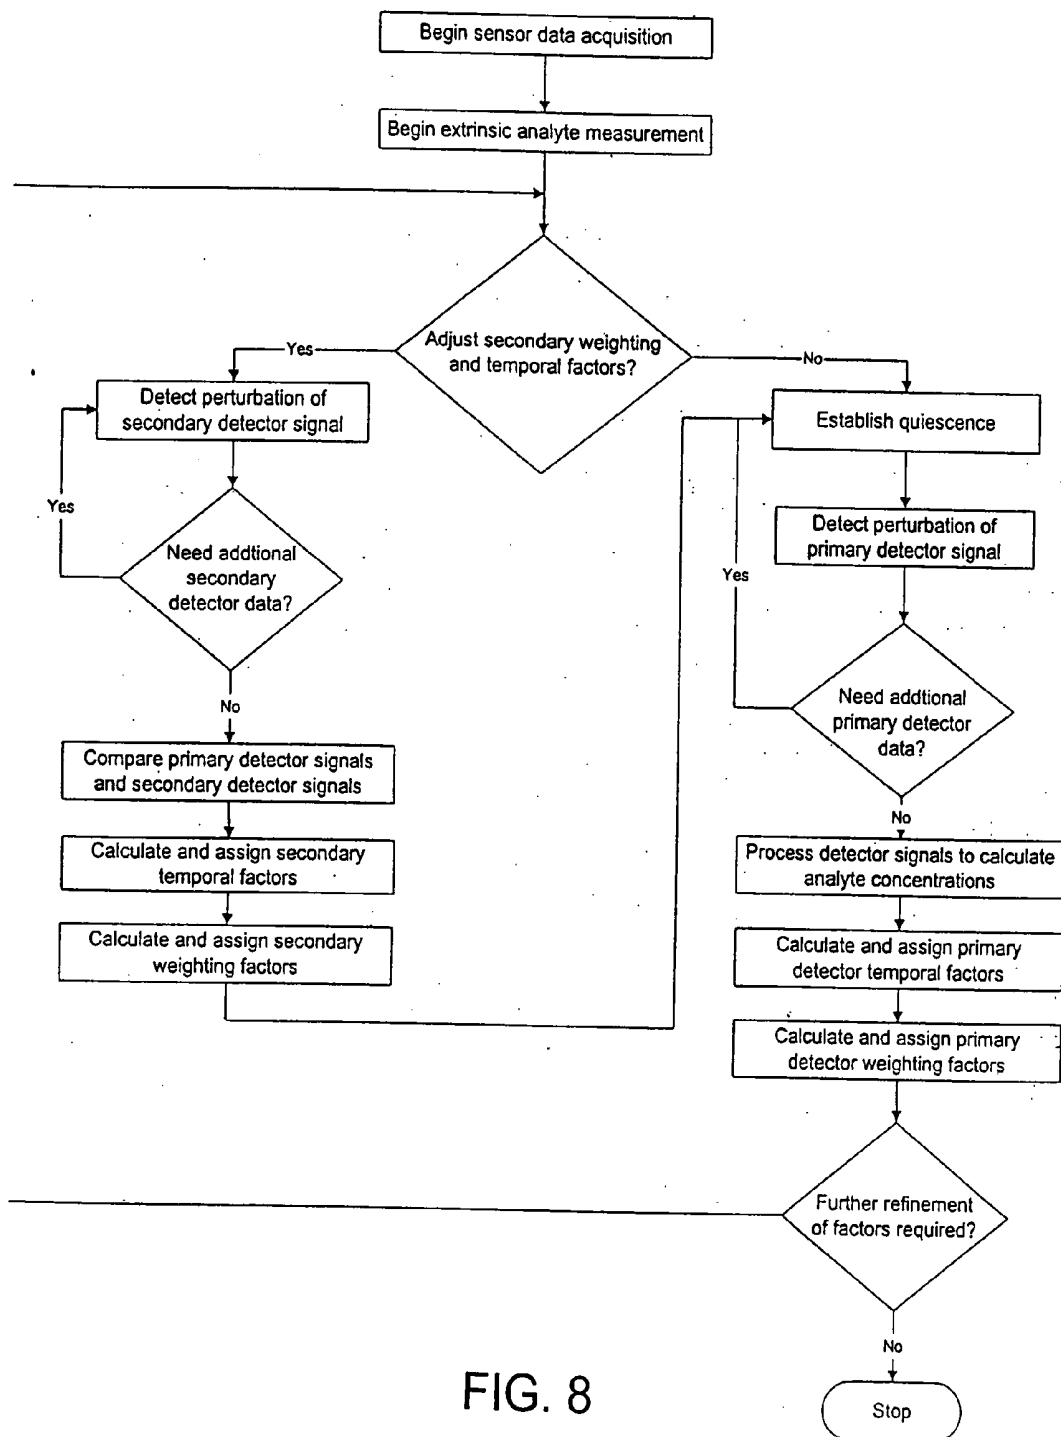 Begin sensor data acquisition
Begin extrinsic analyte measurement
Adjust secondary weighting
and temporal factors?
Yes
No
Detect perturbation of
secondary detector signal
Yes
Need addtional
secondary
detector data?
No
Compare primary detector signals
and secondary detector signals
Calculate and assign secondary
temporal factors
Calculate and assign secondary
weighting factors
Establish quiescence
Detect perturbation of
primary detector signal
Yes
Need addtional
primary detector
data?
No
Process detector signals to calculate
analyte concentrations
Calculate and assign primary
detector temporal factors
Calculate and assign primary
detector weighting factors
Further refinement
of factors required?
No
Stop
FIG. 8